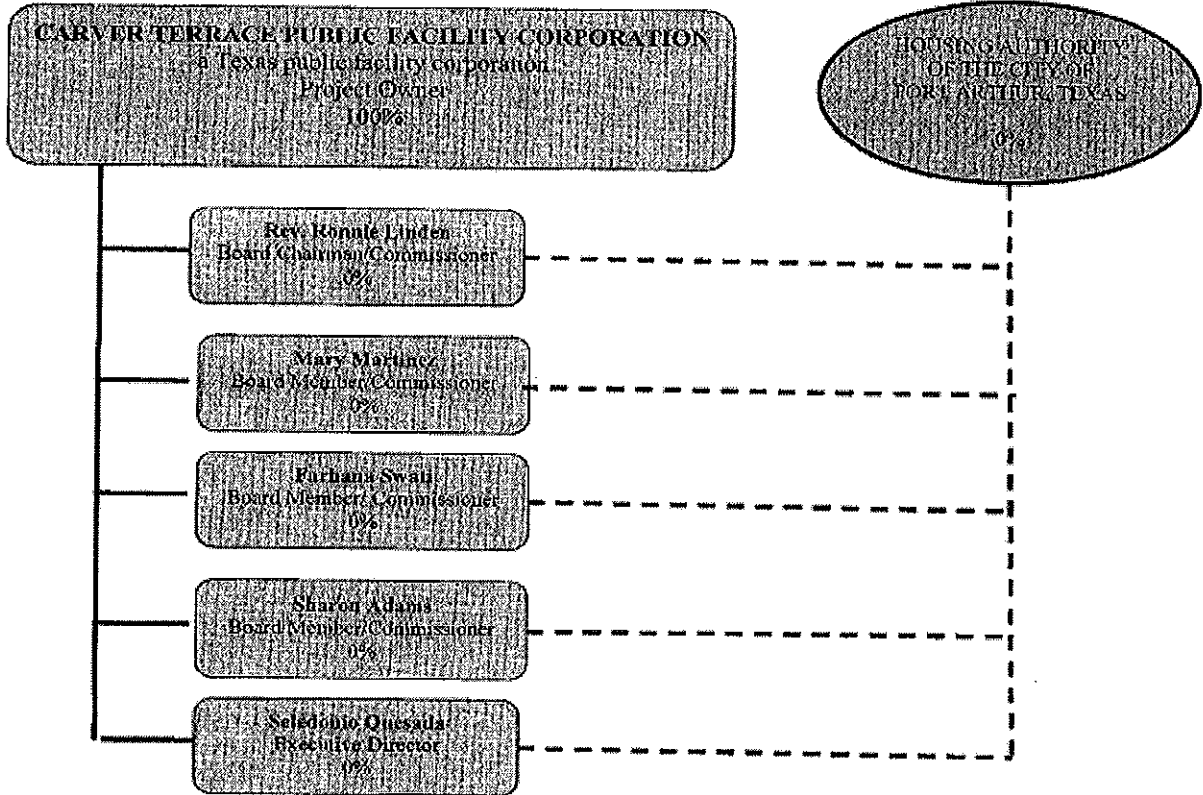 CARVER TERRACE PUBLIC FACILITY CORPORATION
a Texas public facility corporation
Project Owner
100%
HOUSING AUTHORITY
OF THE CITY OF
PORT ARTHUR, TEXAS
0%
Rev. Ronnie Linden
Board Chairman/Commissioner
0%
Mary Martinez
Board Member/Commissioner
0%
Farhana Swati
Board Member/ Commissioner
0%
Sharon Adams
Board Member/Commissioner
0%
Seledonio Quesada
Executive Director
0%